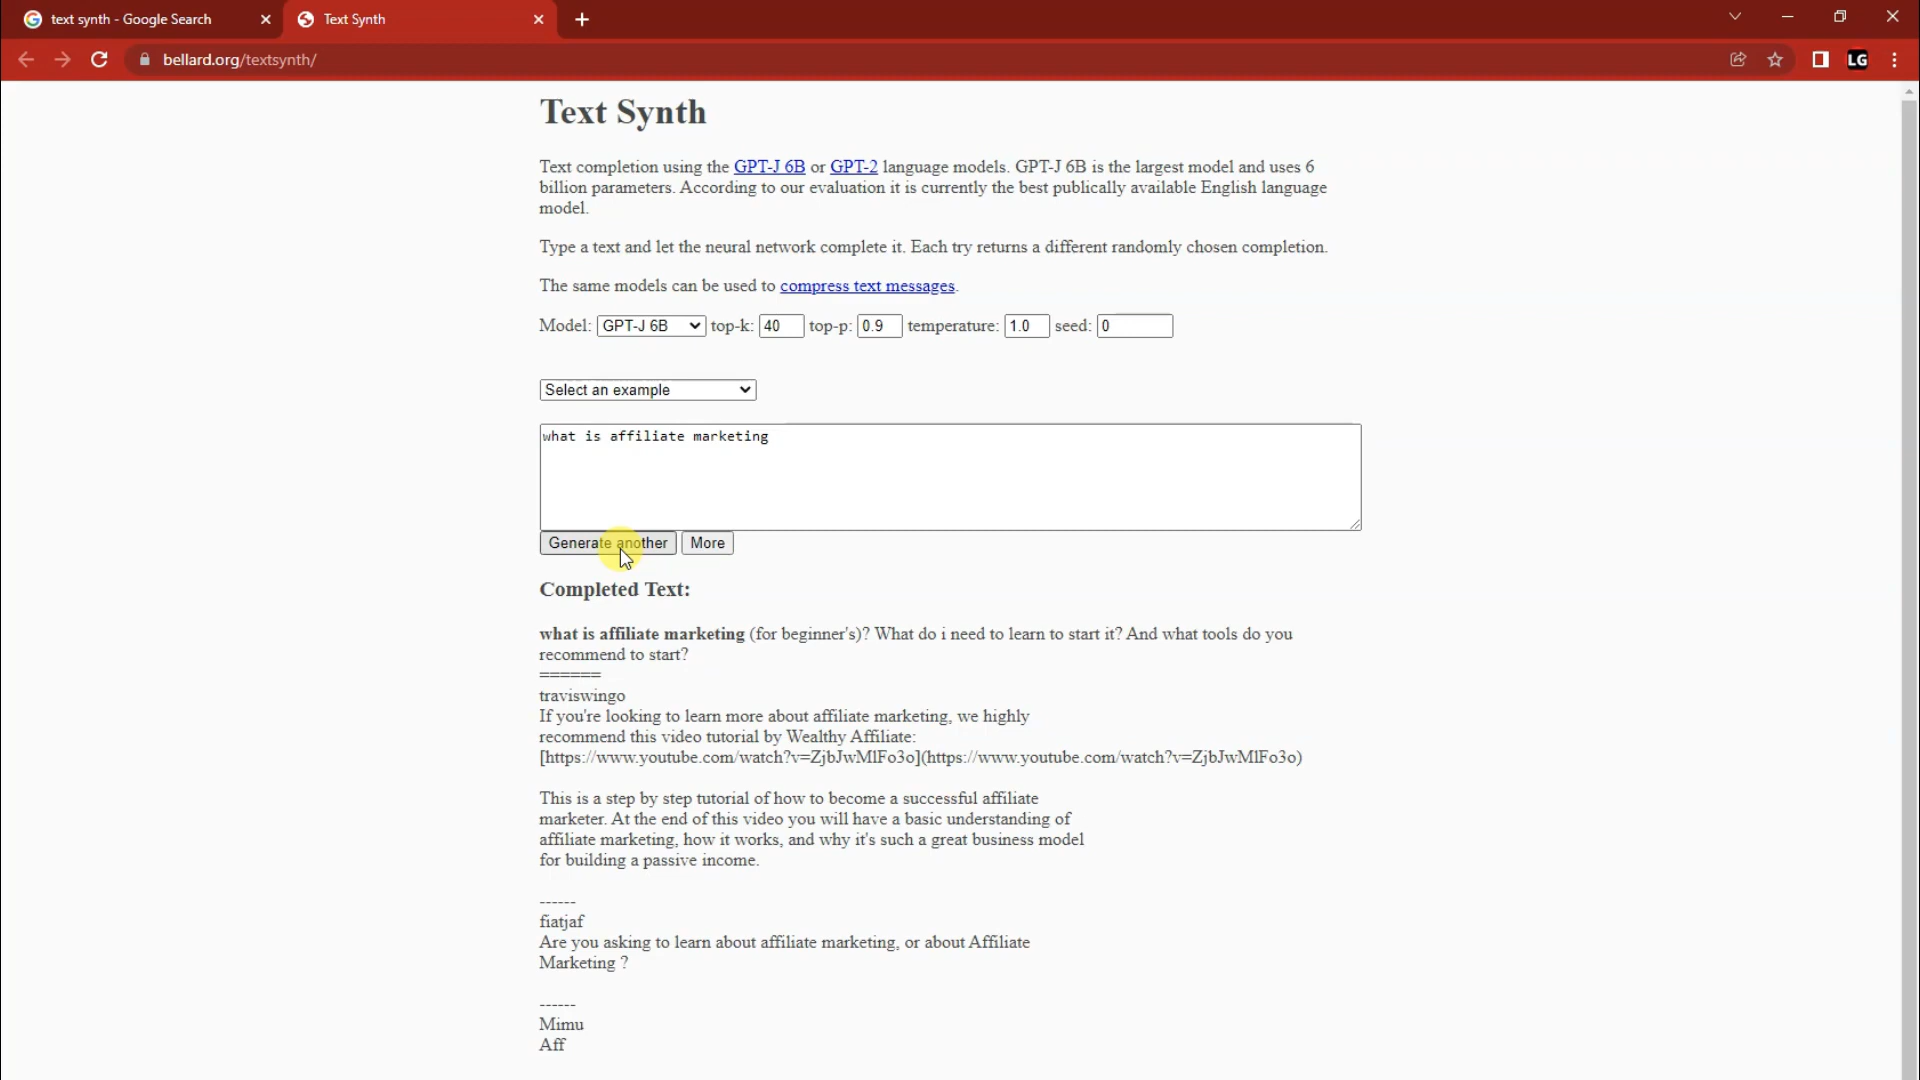 text synth - Google Search
Text Synth
bellard.org/textsynth/
LG
Text Synth
Text completion using the GPT-J 6B or GPT-2 language models. GPT-J 6B is the largest model and uses 6
billion parameters. According to our evaluation it is currently the best publically available English language
model.
Type a text and let the neural network complete it. Each try returns a different randomly chosen completion.
The same models can be used to compress text messages.
Model: GPT-J 6B top-k: 40 top-p: 0.9 temperature: 1.0 seed: 0
Select an example
what is affiliate marketing
Generate another More
Completed Text:
what is affiliate marketing (for beginner's)? What do i need to learn to start it? And what tools do you
recommend to start?
======
traviswingo
If you're looking to learn more about affiliate marketing, we highly
recommend this video tutorial by Wealthy Affiliate:
[https://www.youtube.com/watch?v=ZjbJwMlFo3o](https://www.youtube.com/watch?v=ZjbJwMlFo3o)
This is a step by step tutorial of how to become a successful affiliate
marketer. At the end of this video you will have a basic understanding of
affiliate marketing, how it works, and why it's such a great business model
for building a passive income.
------
fiatjaf
Are you asking to learn about affiliate marketing, or about Affiliate
Marketing ?
------
Mimu
Aff